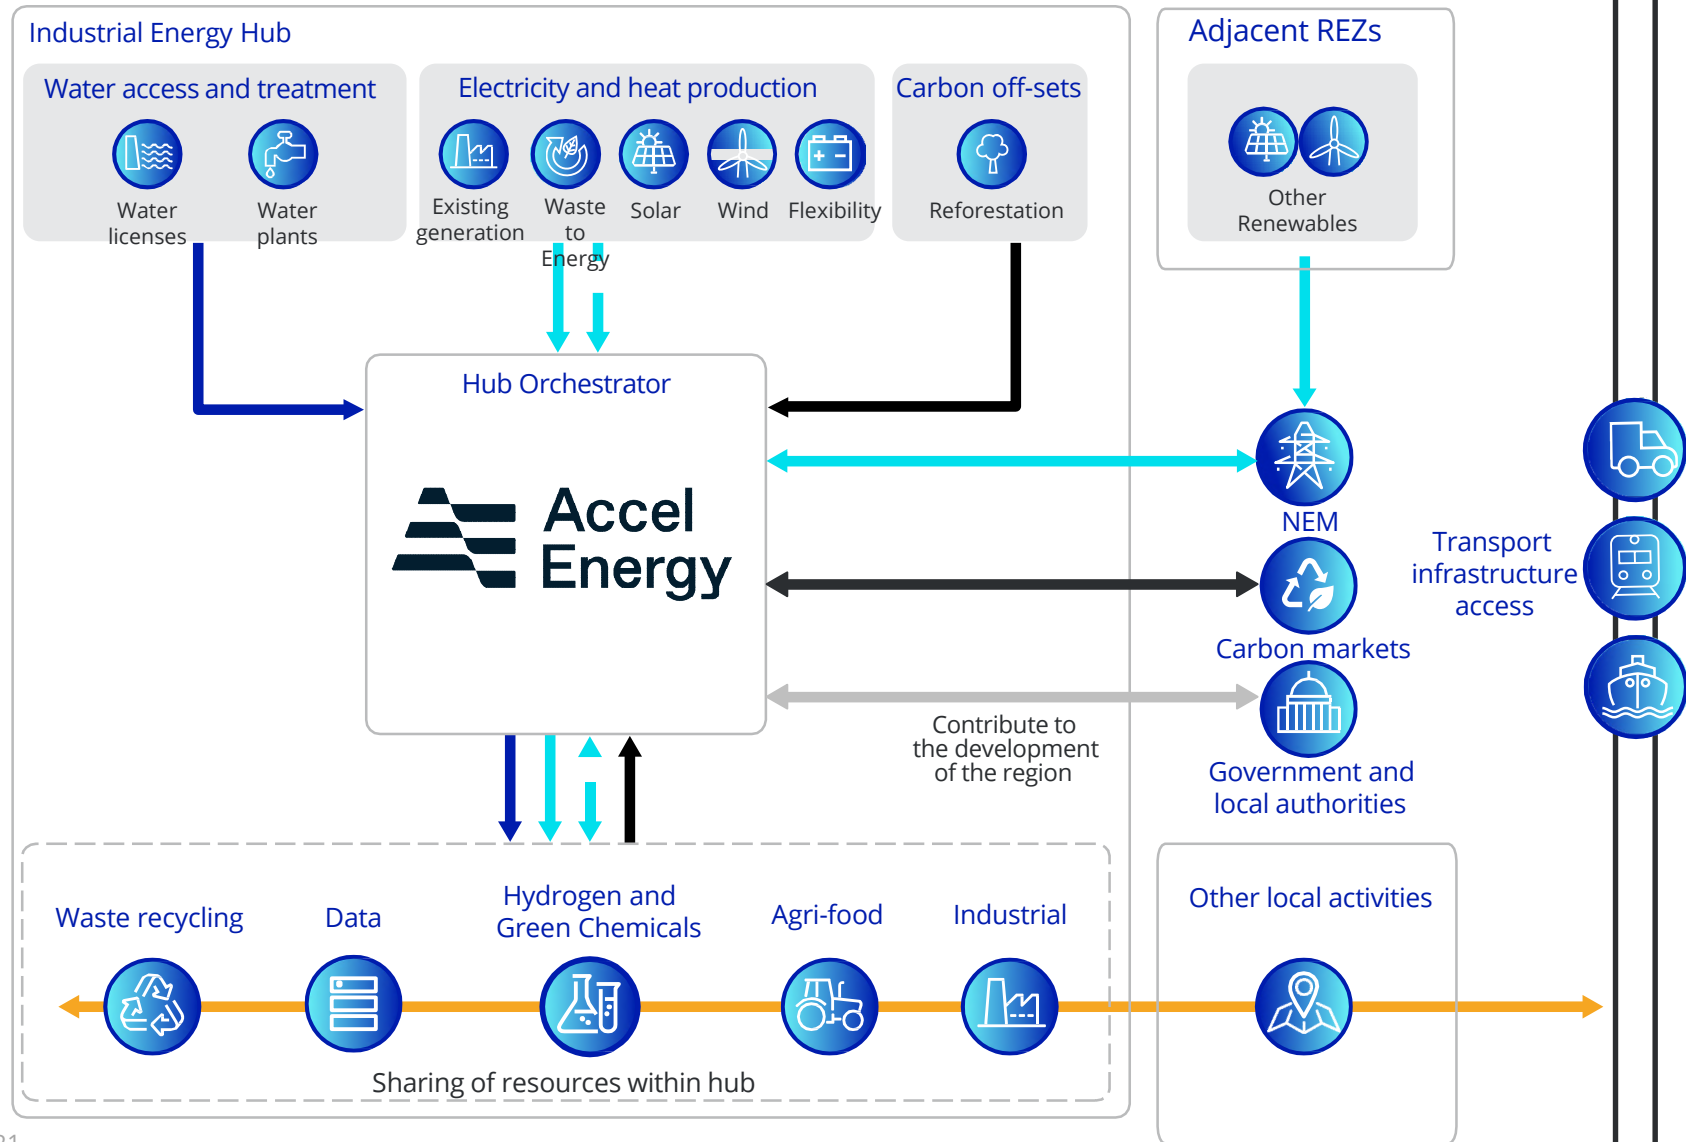 Industrial Energy Hub
Adjacent REZs
Water access and treatment
Electricity and heat production
Carbon off-sets
Water
licenses
Water
plants
Existing
generation
Waste
to
Energy
Solar
Wind
Flexibility
Reforestation
Other
Renewables
Hub Orchestrator
Accel
Energy
NEM
Transport
infrastructure
access
Carbon markets
Contribute to
the development
of the region
Government and
local authorities
Waste recycling
Data
Hydrogen and
Green Chemicals
Agri-food
Industrial
Other local activities
Sharing of resources within hub